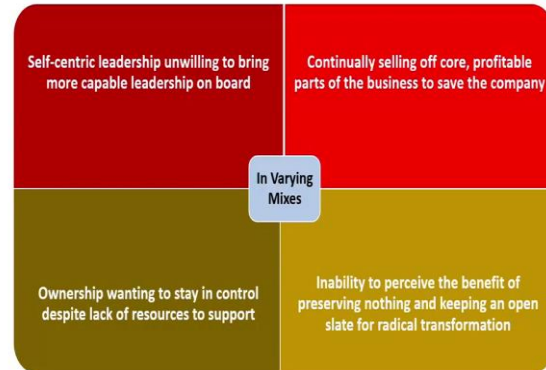 Self-centric leadership unwilling to bring
more capable leadership on board
Continually selling off core, profitable
parts of the business to save the company
In Varying
Mixes
Ownership wanting to stay in control
despite lack of resources to support
Inability to perceive the benefit of
preserving nothing and keeping an open
slate for radical transformation